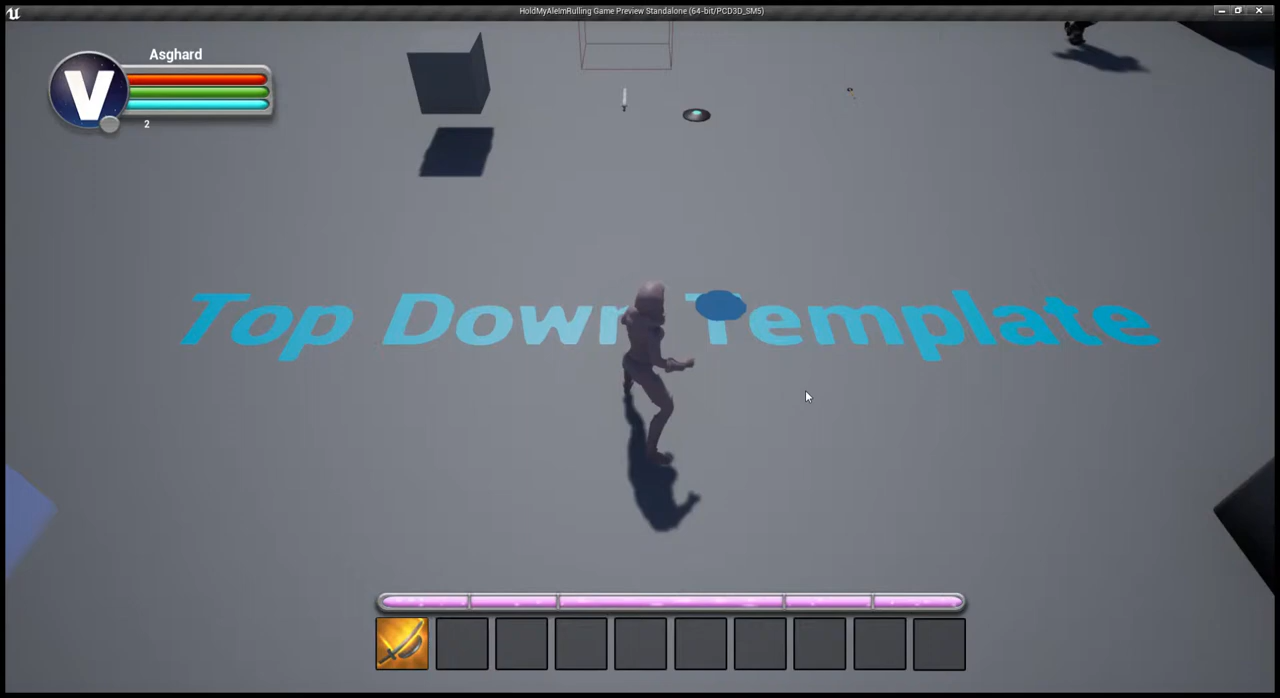 HoldMyAleImRulling Game Preview Standalone (64-bit/PCD3D_SM5)
Asghard
V
2
Top Down Template